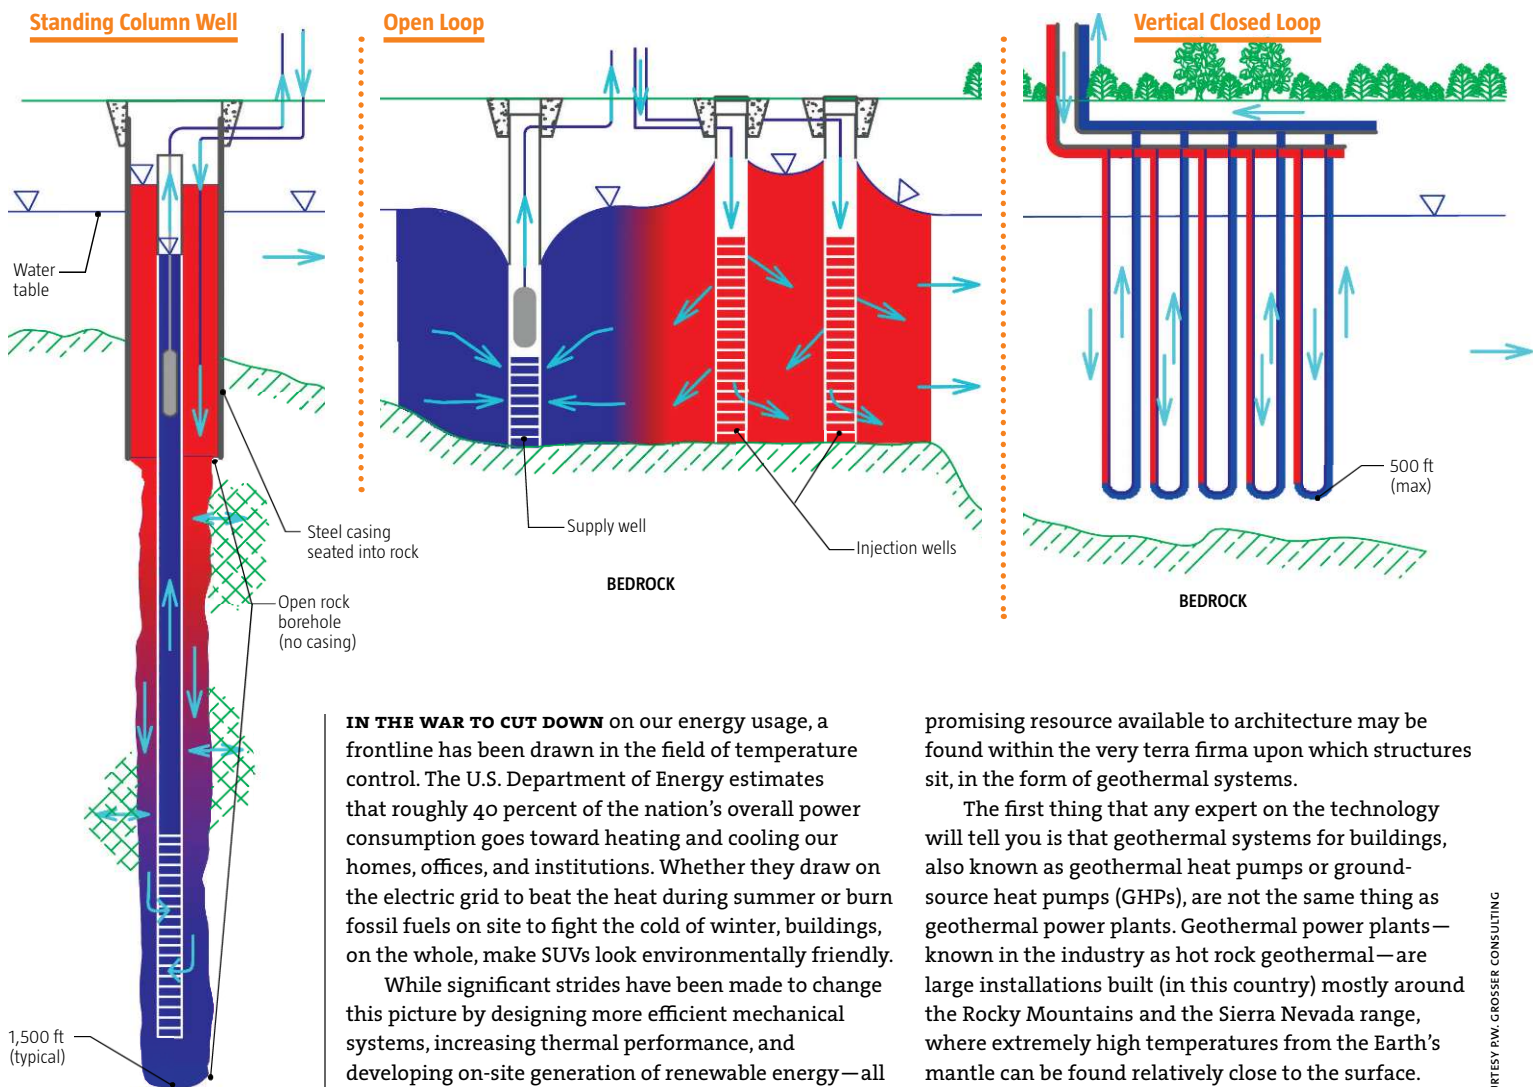 Standing Column Well
Open Loop
Vertical Closed Loop
Water
table
Steel casing
seated into rock
Open rock
borehole
(no casing)
1,500 ft
(typical)
Supply well
Injection wells
BEDROCK
500 ft
(max)
BEDROCK
IN THE WAR TO CUT DOWN on our energy usage, a
frontline has been drawn in the field of temperature
control. The U.S. Department of Energy estimates
that roughly 40 percent of the nation's overall power
consumption goes toward heating and cooling our
homes, offices, and institutions. Whether they draw on
the electric grid to beat the heat during summer or burn
fossil fuels on site to fight the cold of winter, buildings,
on the whole, make SUVs look environmentally friendly.
While significant strides have been made to change
this picture by designing more efficient mechanical
systems, increasing thermal performance, and
developing on-site generation of renewable energy—all
promising resource available to architecture may be
found within the very terra firma upon which structures
sit, in the form of geothermal systems.
The first thing that any expert on the technology
will tell you is that geothermal systems for buildings,
also known as geothermal heat pumps or ground-
source heat pumps (GHPs), are not the same thing as
geothermal power plants. Geothermal power plants—
known in the industry as hot rock geothermal—are
large installations built (in this country) mostly around
the Rocky Mountains and the Sierra Nevada range,
where extremely high temperatures from the Earth's
mantle can be found relatively close to the surface.
P.W. GROSSER CONSULTING